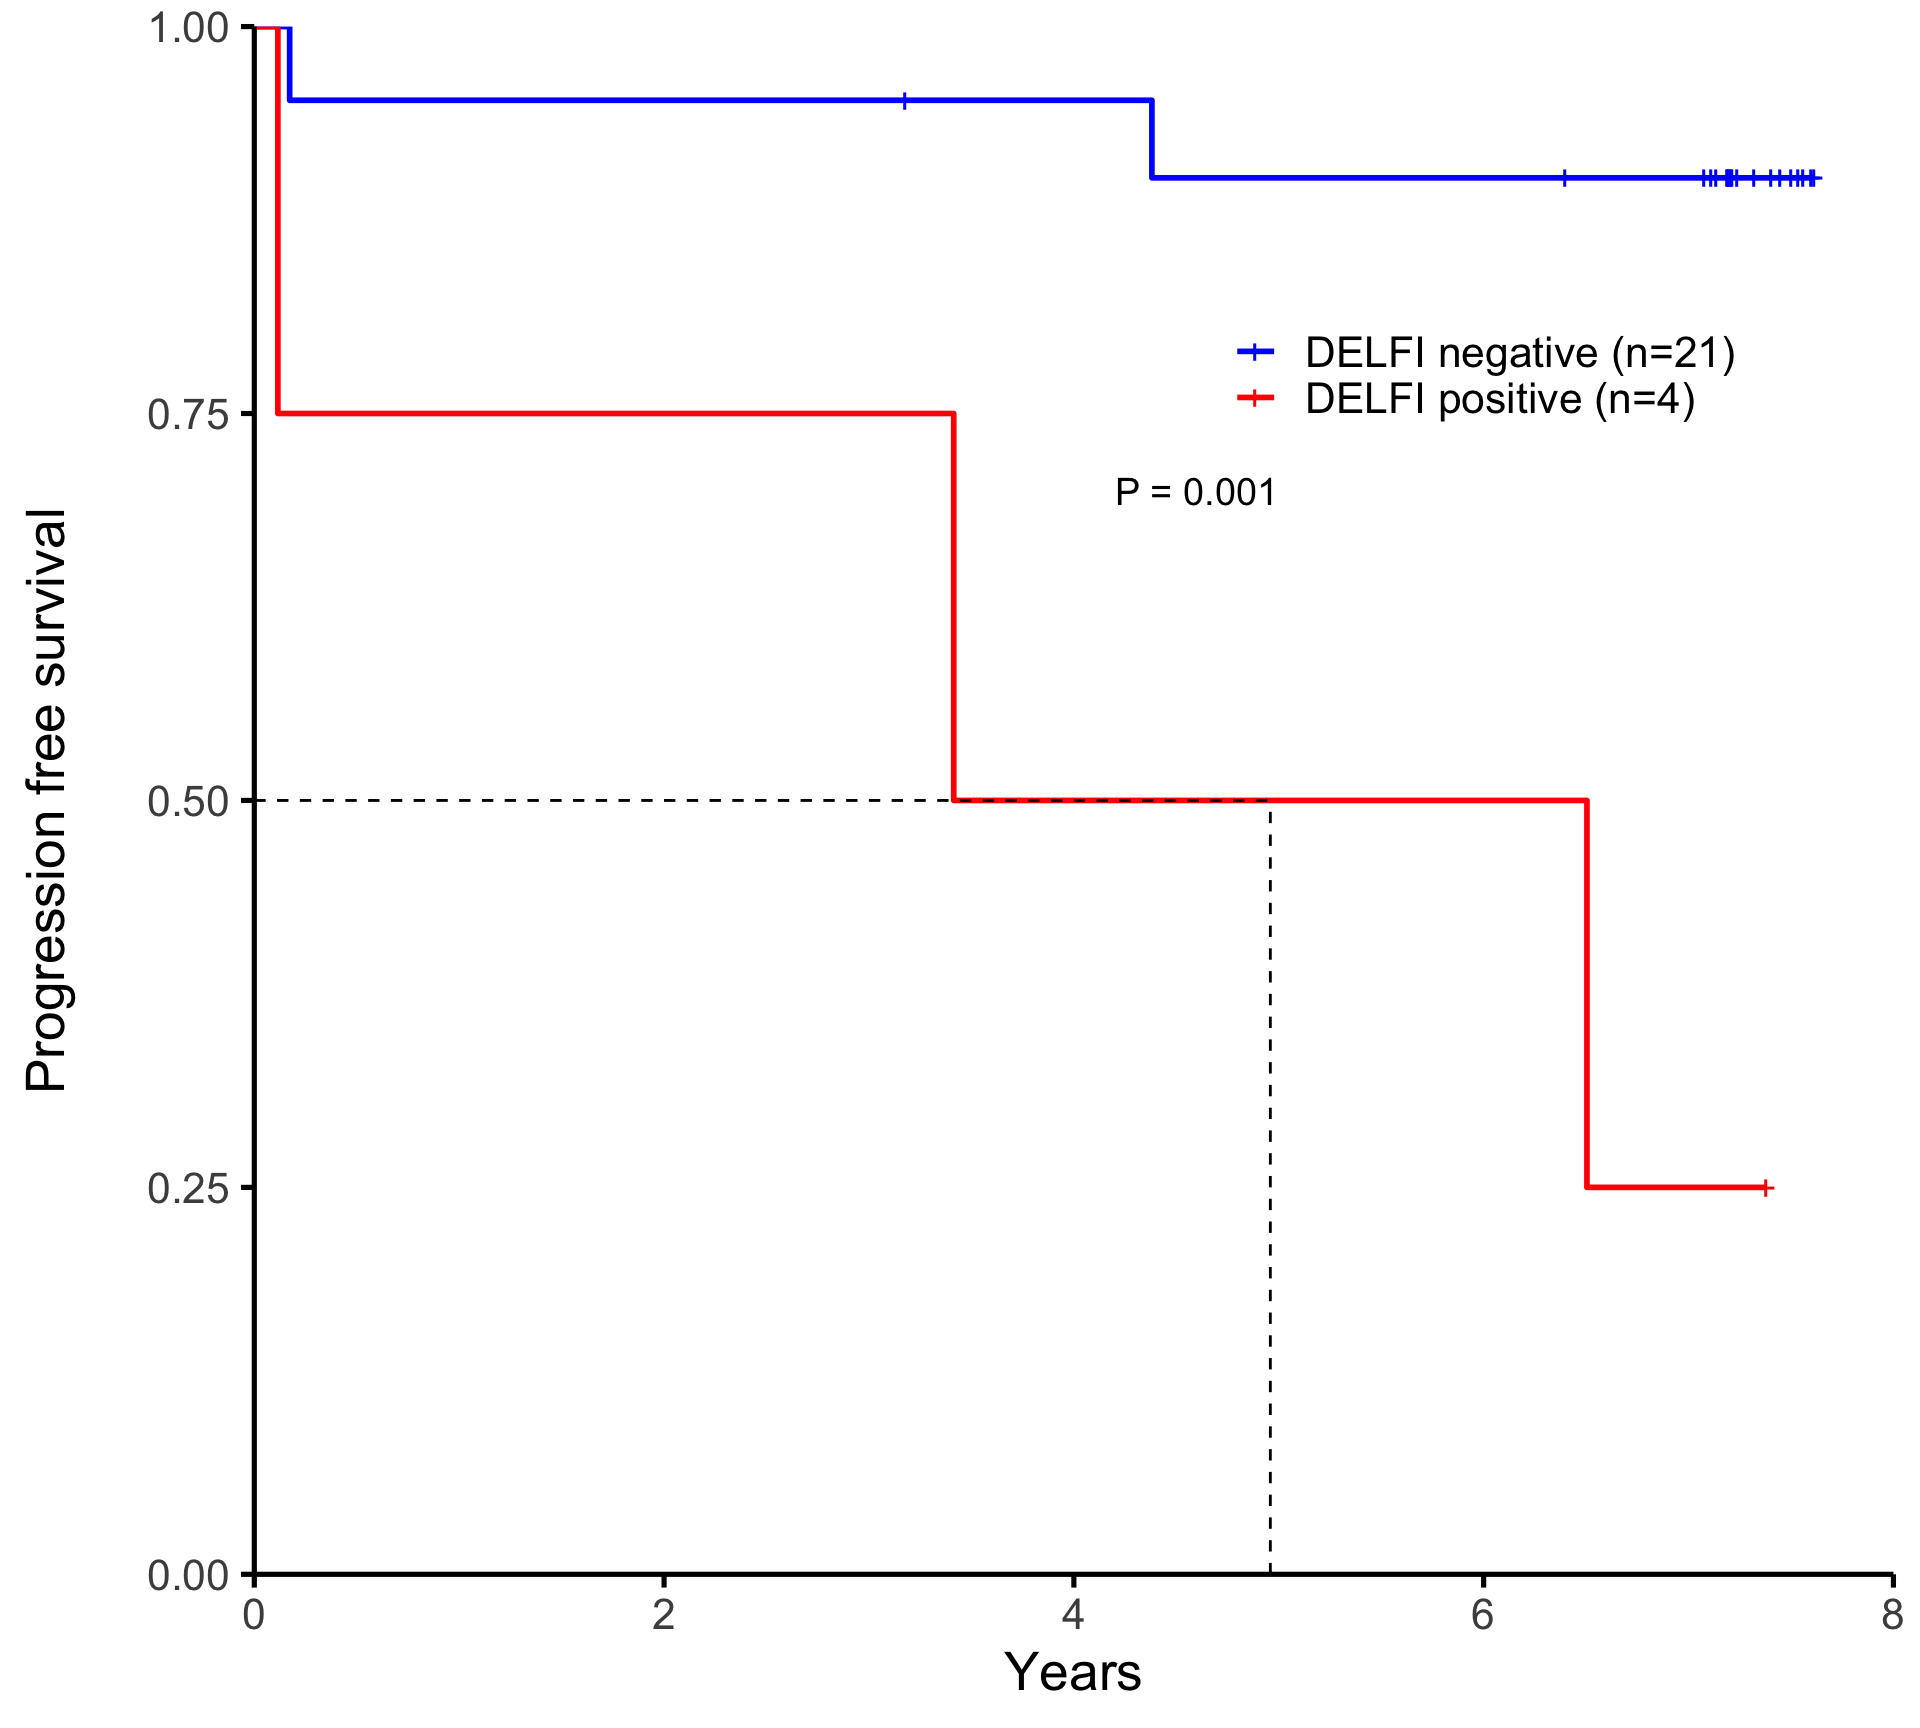 1.00
0.75
0.50
0.25
0.00
Progression free survival
DELFI negative (n=21)
DELFI positive (n=4)
P = 0.001
0 2 4 6 8
Years